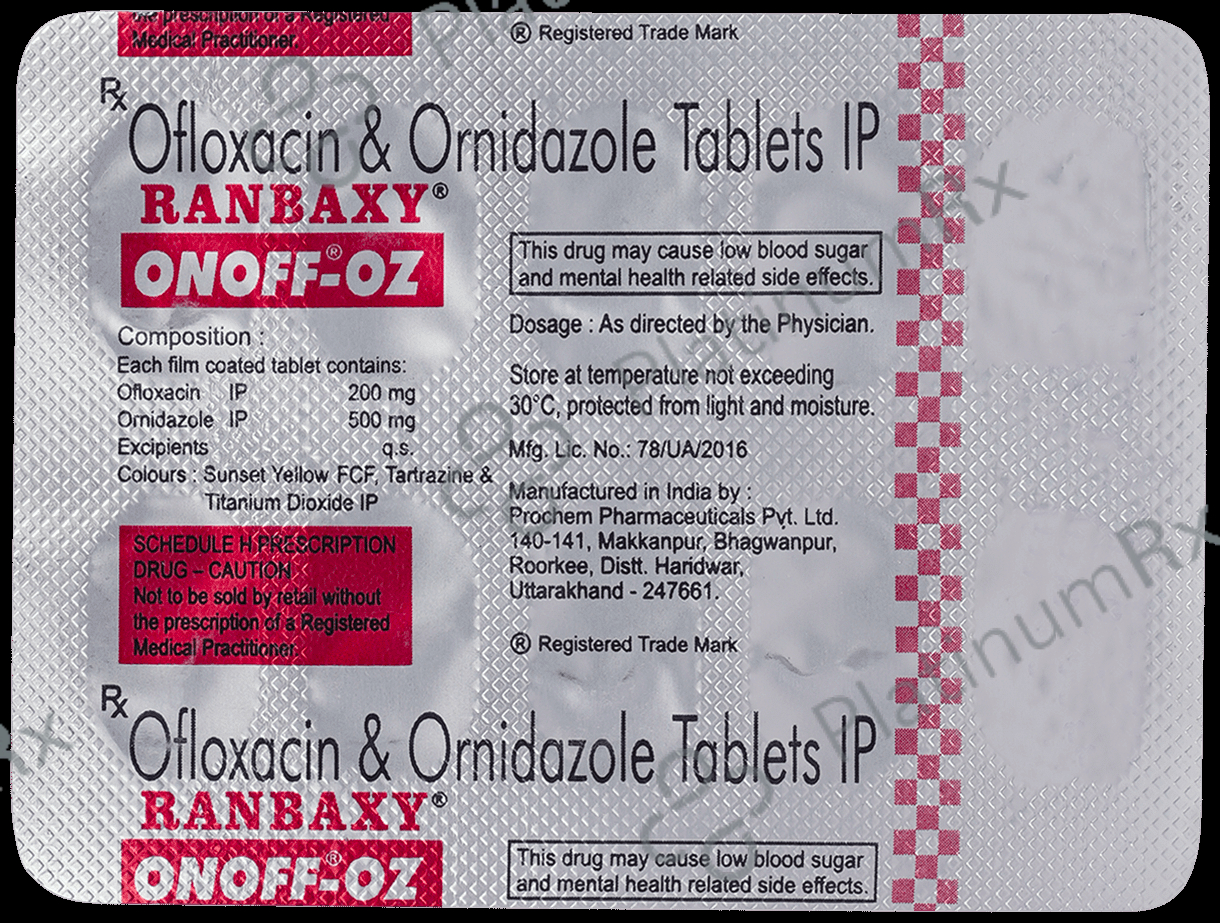 the prescription of a Registered
Medical Practitioner.
® Registered Trade Mark
Rx
Ofloxacin & Ornidazole Tablets IP
RANBAXY®
ONOFF®-OZ
Composition :
Each film coated tablet contains:
Ofloxacin IP 200 mg
Ornidazole IP 500 mg
Excipients q.s.
Colours : Sunset Yellow FCF, Tartrazine &
Titanium Dioxide IP
SCHEDULE H PRESCRIPTION
DRUG – CAUTION
Not to be sold by retail without
the prescription of a Registered
Medical Practitioner.
This drug may cause low blood sugar
and mental health related side effects.
Dosage : As directed by the Physician.
Store at temperature not exceeding
30°C, protected from light and moisture.
Mfg. Lic. No.: 78/UA/2016
Manufactured in India by :
Prochem Pharmaceuticals Pvt. Ltd.
140-141, Makkanpur, Bhagwanpur,
Roorkee, Distt. Haridwar,
Uttarakhand - 247661.
® Registered Trade Mark
Rx
Ofloxacin & Ornidazole Tablets IP
RANBAXY®
ONOFF®-OZ
This drug may cause low blood sugar
and mental health related side effects.
PlatinumRx
PlatinumRx